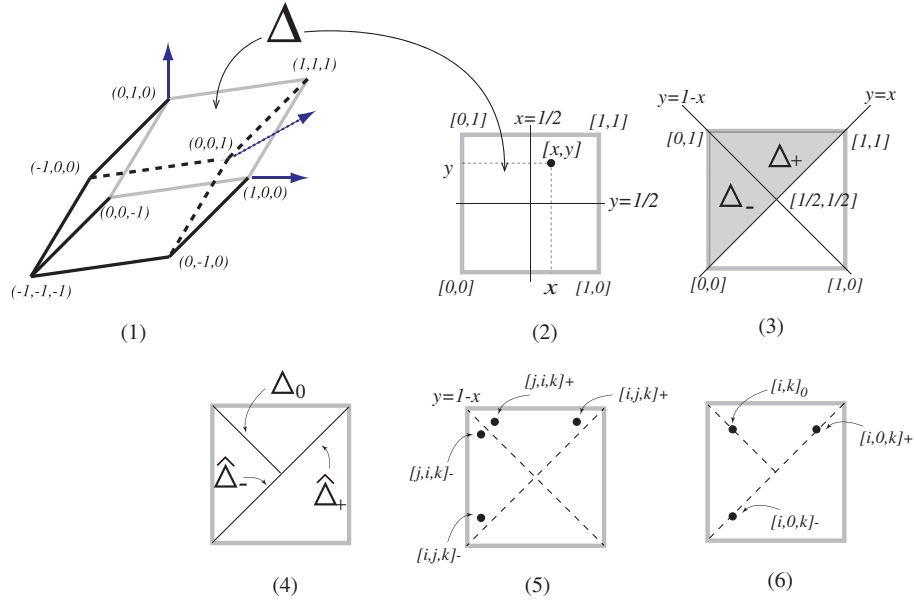 Δ
(1,1,1)
(0,1,0)
(0,0,1)
(-1,0,0)
(1,0,0)
(0,0,-1)
(0,-1,0)
(-1,-1,-1)
(1)
[0,1]
x=1/2
[1,1]
[x,y]
y
y=1/2
[0,0]
x
[1,0]
(2)
y=1-x
y=x
[0,1]
[1,1]
Δ+
Δ-
[1/2,1/2]
[0,0]
[1,0]
(3)
Δ0
Δ̂-
Δ̂+
(4)
y=1-x
[j,i,k]+
[i,j,k]+
[j,i,k]-
[i,j,k]-
(5)
[i,k]0
[i,0,k]+
[i,0,k]-
(6)